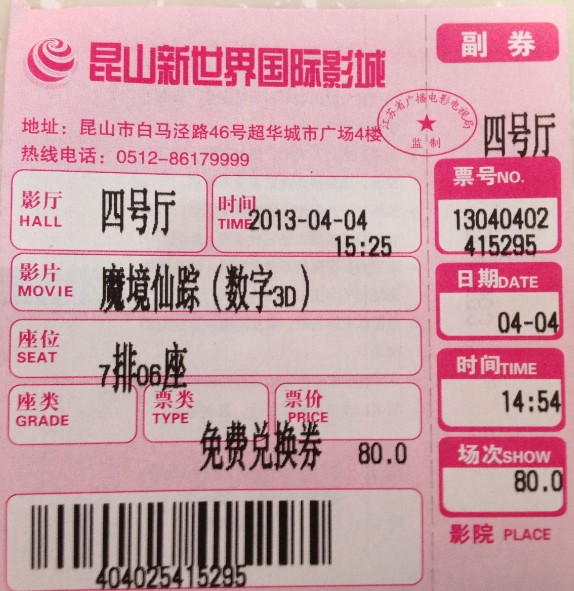 昆山新世界国际影城
副券
地址：昆山市白马泾路46号超华城市广场4楼
热线电话：0512-86179999
江苏省广播电影电视局
监制
四号厅
影厅 HALL 四号厅
时间 TIME 2013-04-04
15:25
票号NO.
13040402
415295
影片 MOVIE 魔境仙踪（数字3D）
日期DATE
04-04
座位 SEAT 7排06座
时间TIME
14:54
座类 GRADE
票类 TYPE
票价 PRICE
免费兑换券 80.0
场次SHOW
80.0
影院 PLACE
404025415295